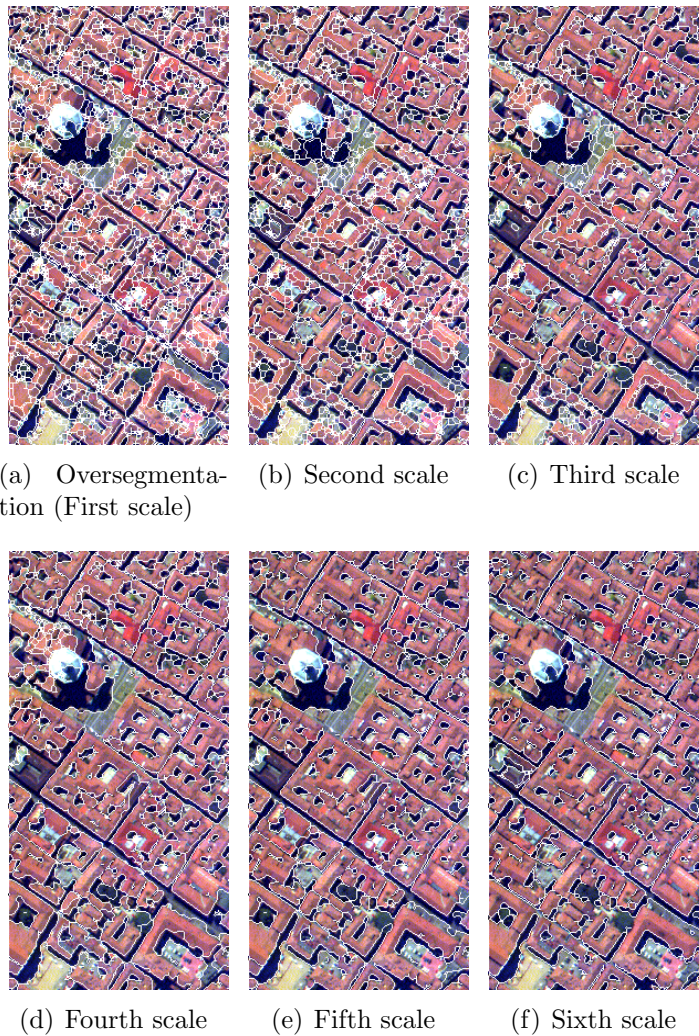 (a) Oversegmenta-
tion (First scale)
(b) Second scale
(c) Third scale
(d) Fourth scale
(e) Fifth scale
(f) Sixth scale